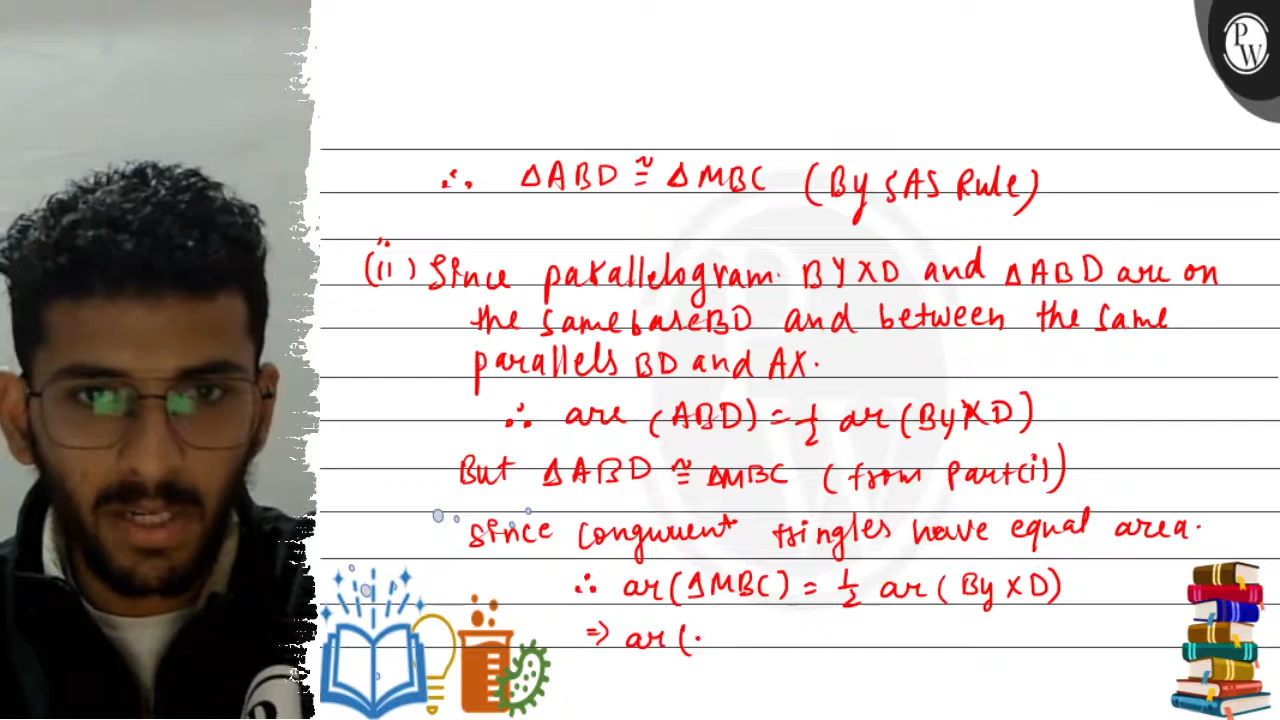 PW
∴ ΔABD ≅ ΔMBC (By SAS Rule)
(ii) Since parallelogram. BYXD and ΔABD are on
the same base BD and between the same
parallels BD and AX.
∴ are (ABD) = 1/2 ar (ByXD)
But ΔABD ≅ ΔMBC (from Part(i))
Since congruent tringles have equal area.
∴ ar (ΔMBC) = 1/2 ar (ByXD)
⇒ ar (.